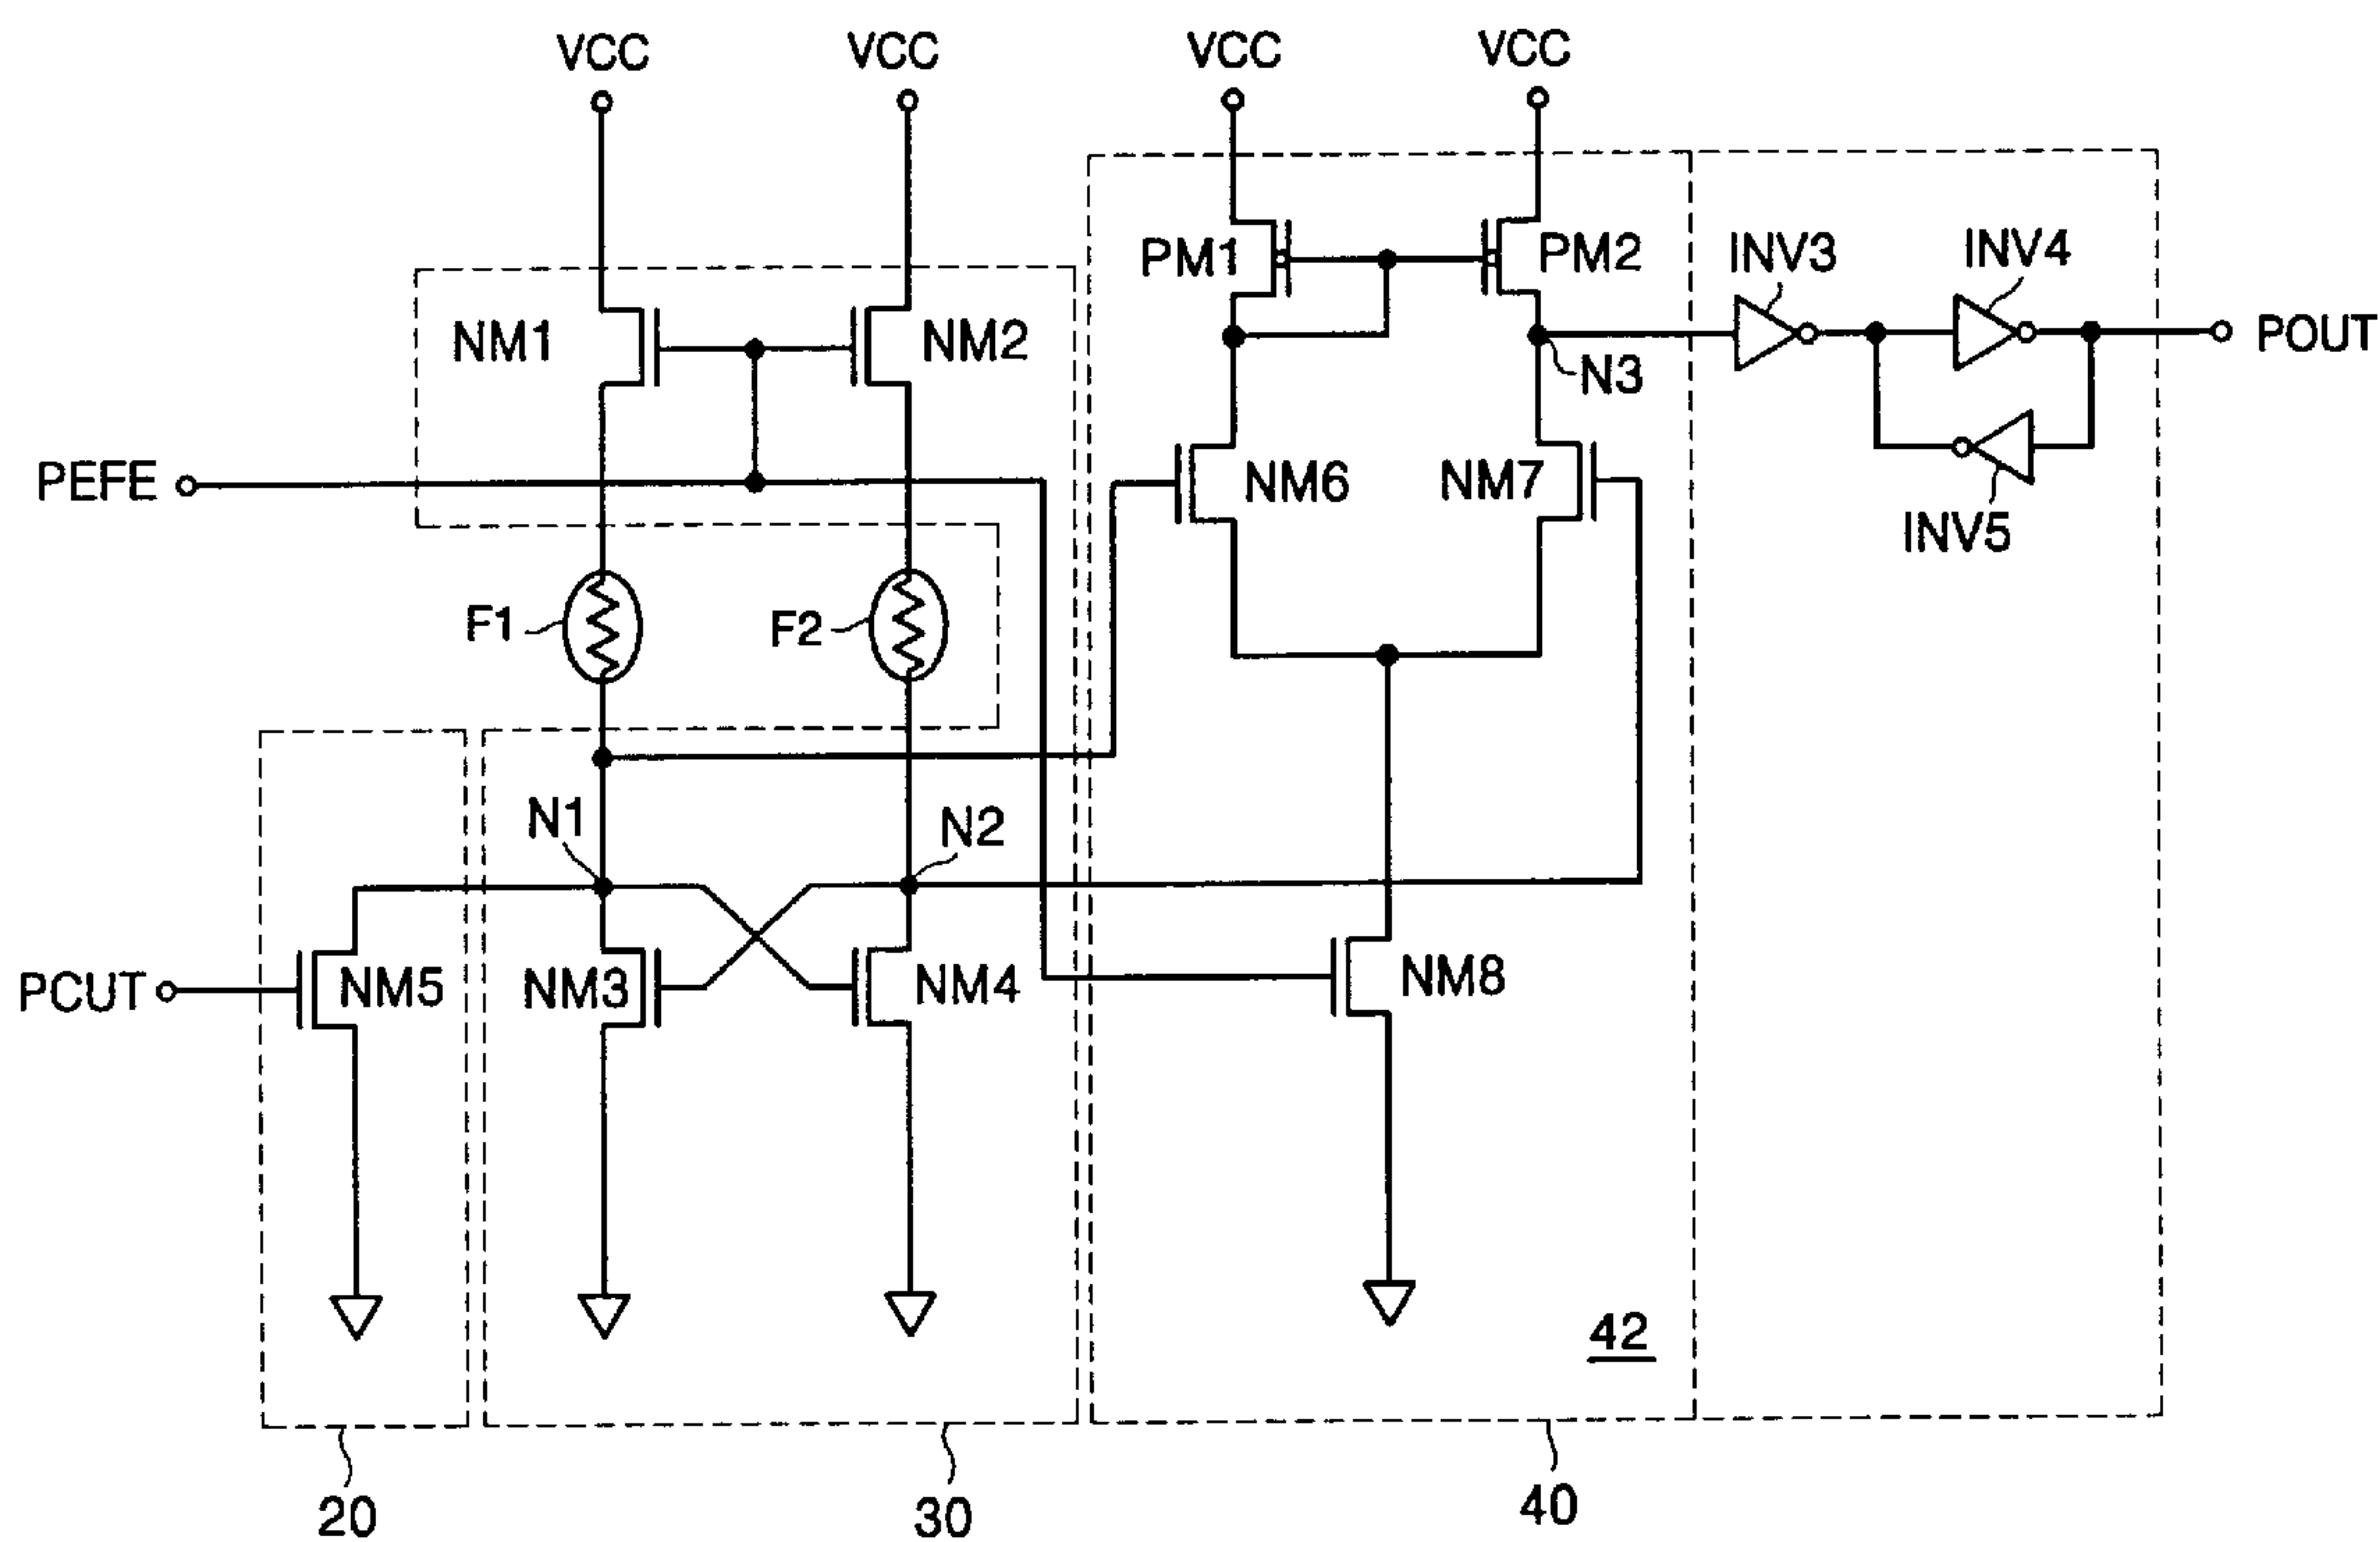 VCC
VCC
VCC
VCC
PM1
PM2
INV3
INV4
NM1
NM2
POUT
N3
PEFE
NM6
NM7
INV5
F1
F2
N1
N2
PCUT
NM5
NM3
NM4
NM8
42
20
30
40